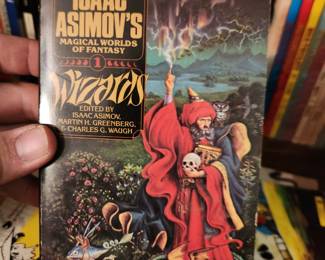 ISAAC
ASIMOV'S
MAGICAL WORLDS
OF FANTASY
1
Wizards
EDITED BY
ISAAC ASIMOV,
MARTIN H. GREENBERG,
& CHARLES G. WAUGH